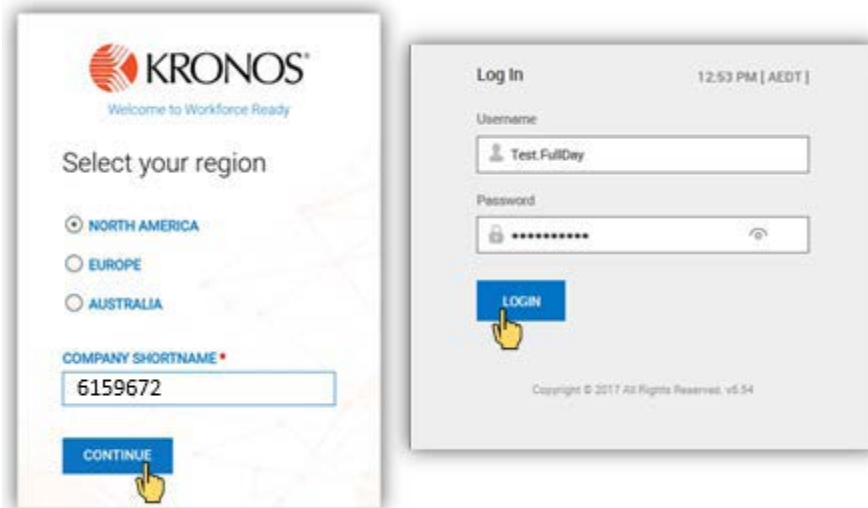 KRONOS
Welcome to Workforce Ready
Select your region
NORTH AMERICA
EUROPE
AUSTRALIA
COMPANY SHORTNAME *
6159672
CONTINUE
Log In 12:53 PM [ AEDT ]
Username
Test.FullDay
Password
••••••••••
LOGIN
Copyright © 2017 All Rights Reserved. v6.54